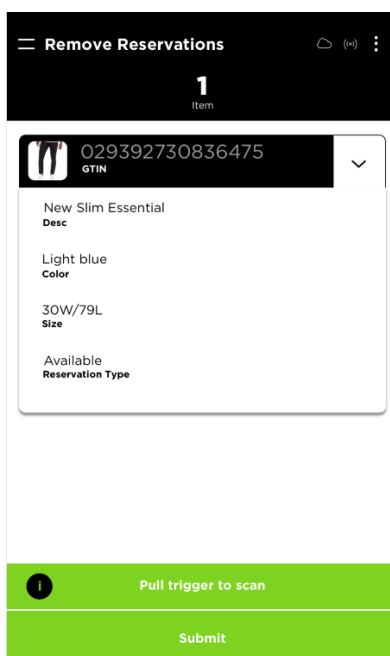 Remove Reservations
1
Item
029392730836475
GTIN
New Slim Essential
Desc
Light blue
Color
30W/79L
Size
Available
Reservation Type
i
Pull trigger to scan
Submit